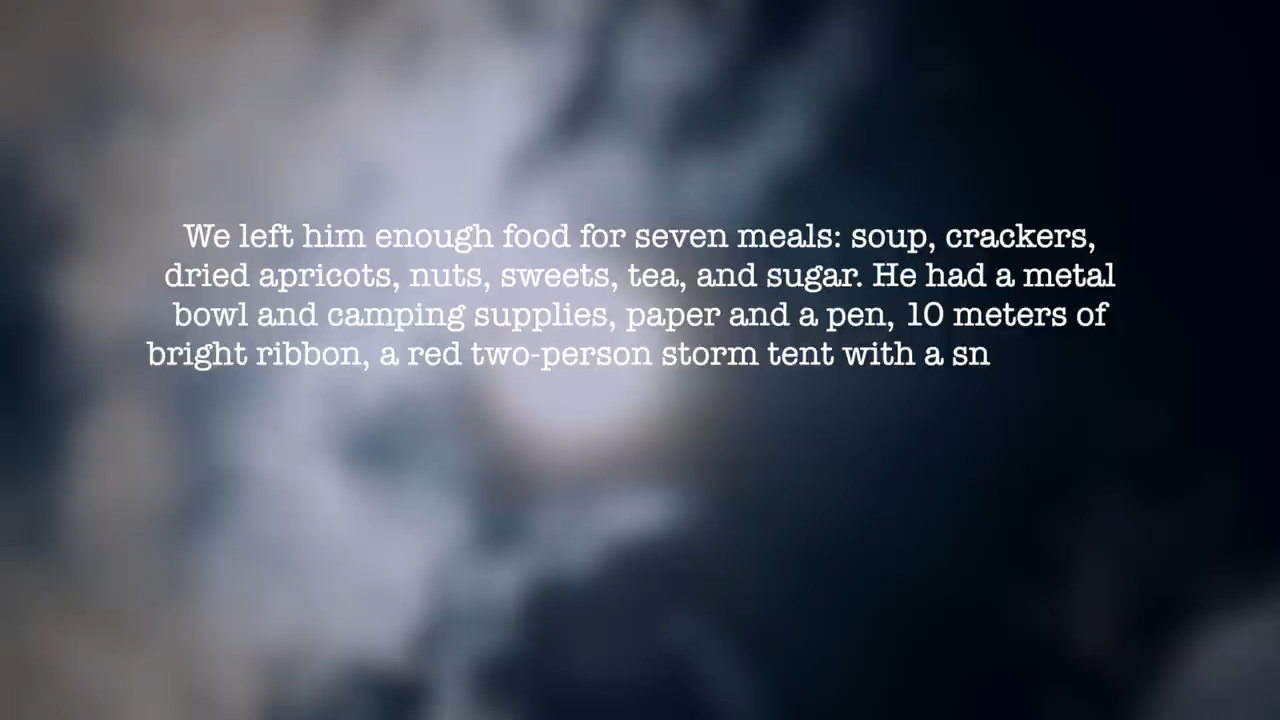 We left him enough food for seven meals: soup, crackers,
dried apricots, nuts, sweets, tea, and sugar. He had a metal
bowl and camping supplies, paper and a pen, 10 meters of
bright ribbon, a red two-person storm tent with a sn